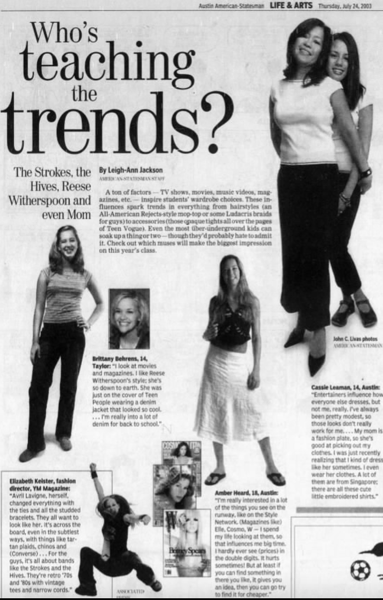 Austin American-Statesman LIFE & ARTS Thursday, July 24, 2003
Who's
teaching
the
trends?
The Strokes, the
Hives, Reese
Witherspoon and
even Mom
By Leigh-Ann Jackson
AMERICAN-STATESMAN STAFF
A ton of factors — TV shows, movies, music videos, mag-
azines, etc. — inspire students' wardrobe choices. These in-
fluences spark trends in everything from hairstyles (an
All-American Rejects-style mop-top or some Ludacris braids
for guys) to accessories (those opaque tights all over the pages
of Teen Vogue). Even the most über-underground kids can
soak up a thing or two — though they'd probably hate to admit
it. Check out which muses will make the biggest impression
on this year's class.
John C. Livas photos
AMERICAN-STATESMAN
Brittany Behrens, 14,
Taylor: "I look at movies
and magazines. I like Reese
Witherspoon's style; she's
so down to earth. She was
just on the cover of Teen
People wearing a denim
jacket that looked so cool.
. . . I'm really into a lot of
denim for back to school."
Cassie Leaman, 14, Austin:
"Entertainers influence how
everyone else dresses, but
not me, really. I've always
been pretty modest, so
those looks don't really
work for me. . . . My mom is
a fashion plate, so she's
good at picking out my
clothes. I was just recently
realizing that I kind of dress
like her sometimes. I even
wear her clothes. A lot of
them are from Singapore;
there are all these cute
little embroidered shirts."
Elizabeth Keister, fashion
director, YM Magazine:
"Avril Lavigne, herself,
changed everything with
the ties and all the studded
bracelets. They all want to
look like her. It's across the
board, even in the subtlest
ways, with things like tar-
tan plaids, chinos and
(Converse) . . . For the
guys, it's all about bands
like the Strokes and the
Hives. They're retro '70s
and '80s with vintage
tees and narrow cords."
ASSOCIATED
Britney Spears
Amber Heard, 18, Austin:
"I'm really interested in a lot
of the things you see on the
runway, like on the Style
Network. (Magazines like)
Elle, Cosmo, W — I spend
my life looking at them, so
that influences me big time.
I hardly ever see (prices) in
the double digits. It hurts
sometimes! But at least if
you can find something in
there you like, it gives you
an idea, then you can go try
to find it for cheaper."